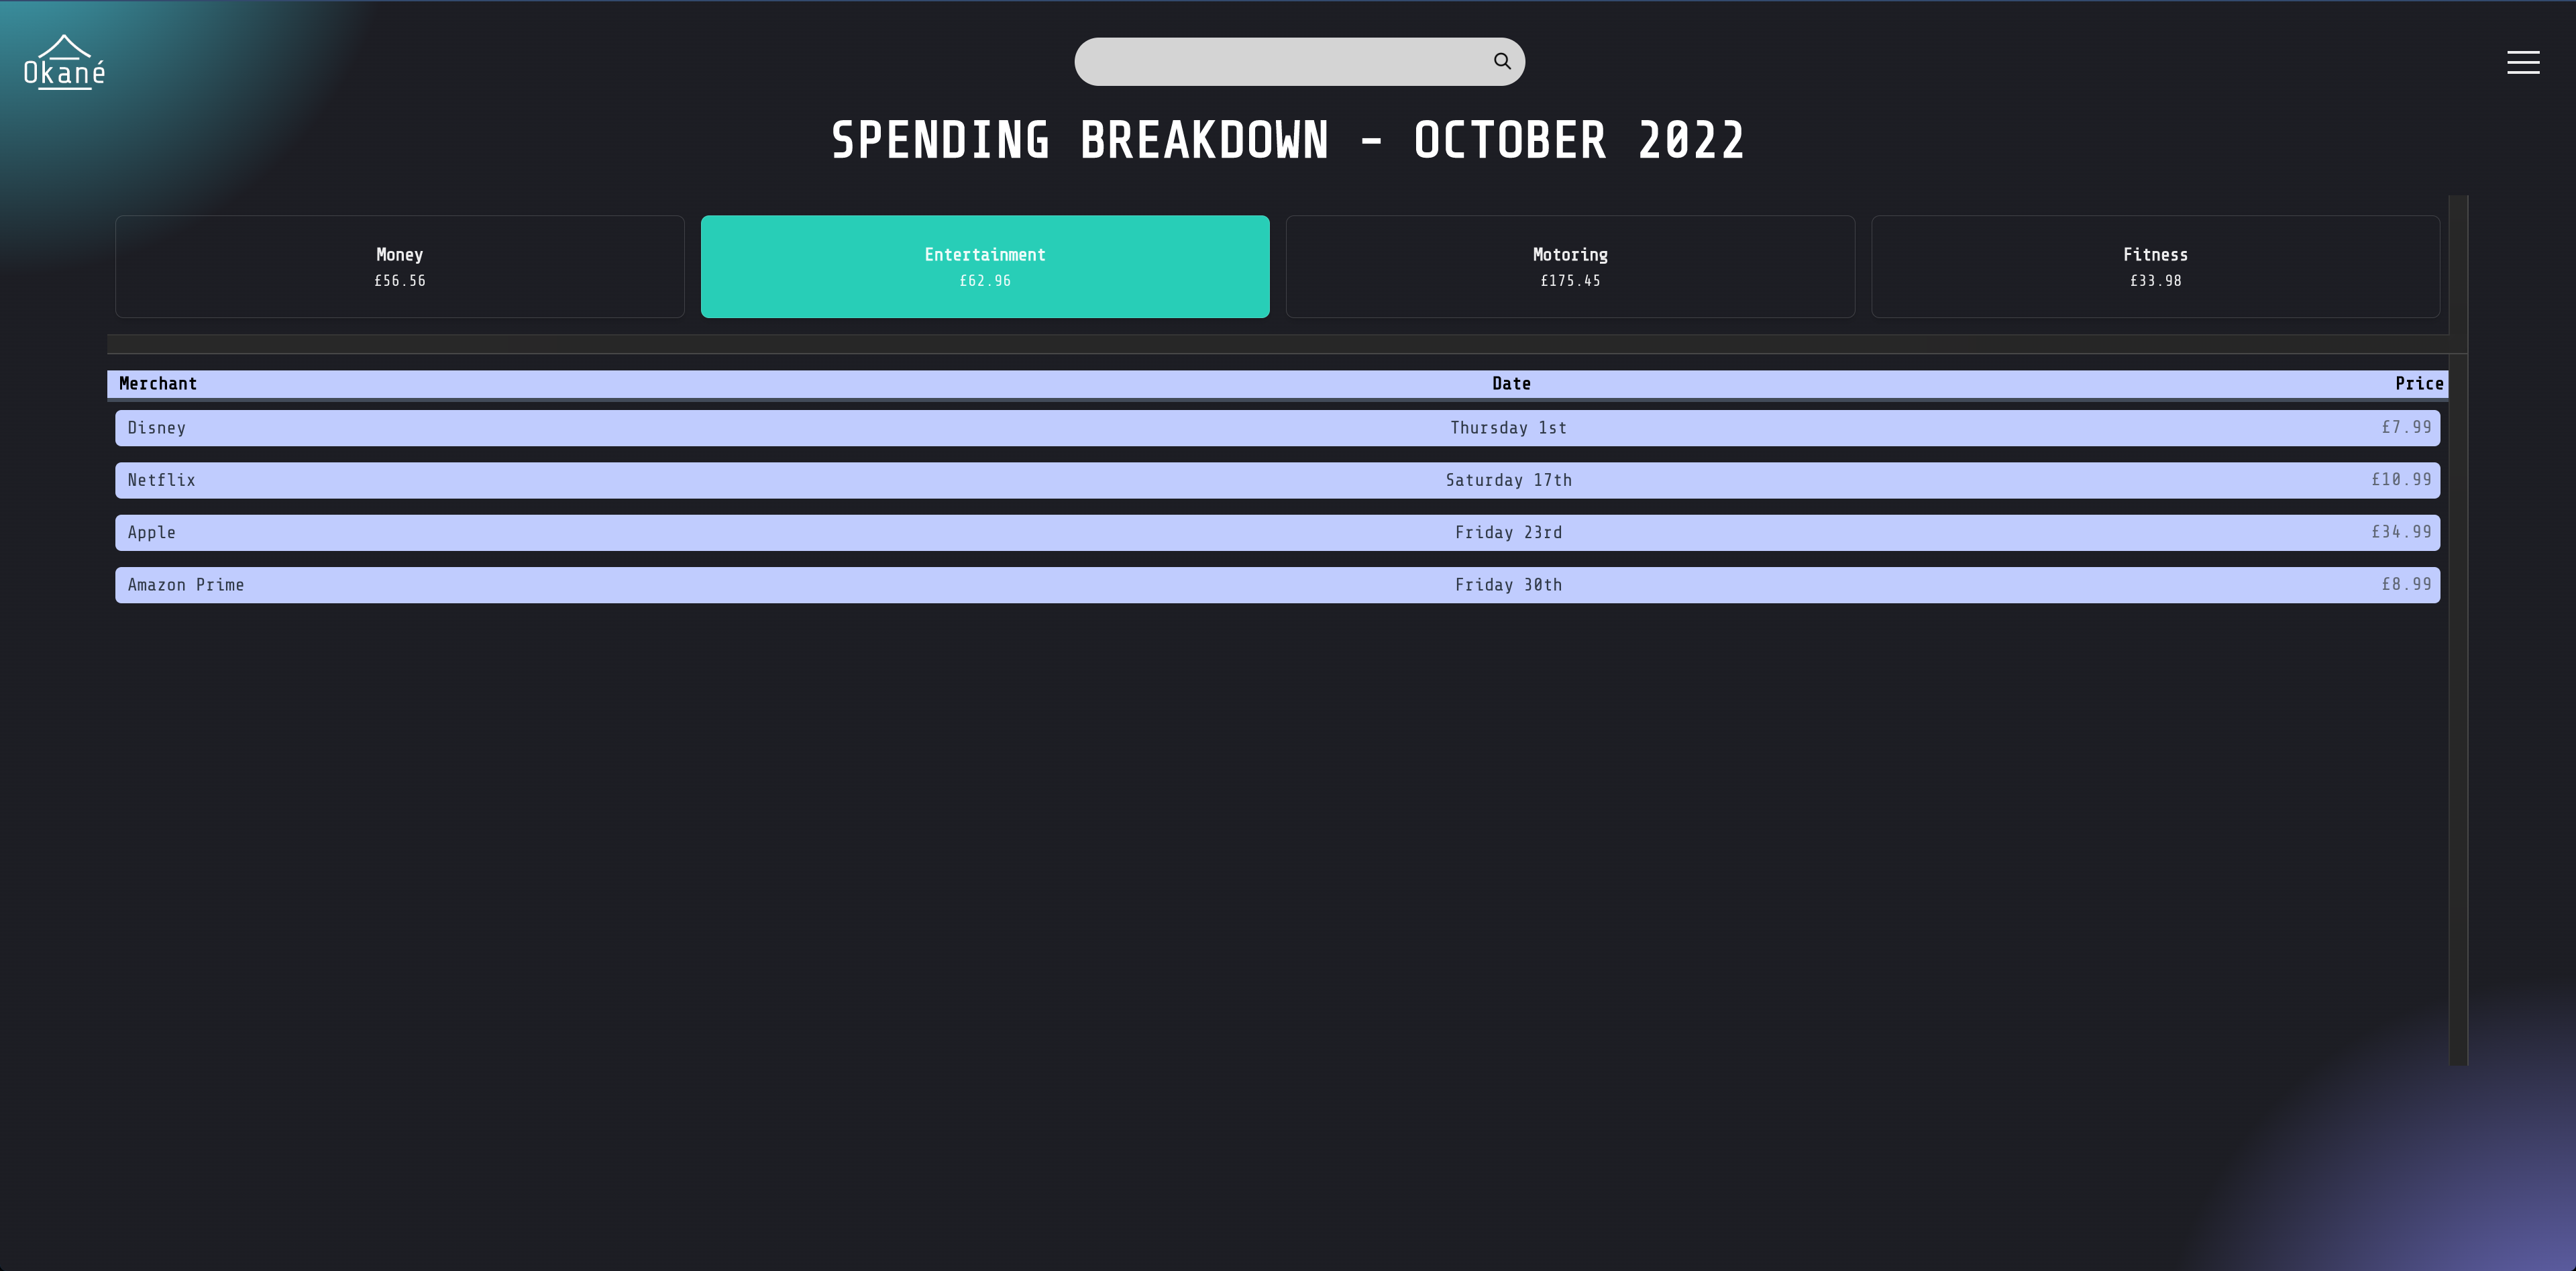 Okané
SPENDING BREAKDOWN - OCTOBER 2022
Money
£56.56
Entertainment
£62.96
Motoring
£175.45
Fitness
£33.98
Merchant Date Price
Disney Thursday 1st £7.99
Netflix Saturday 17th £10.99
Apple Friday 23rd £34.99
Amazon Prime Friday 30th £8.99